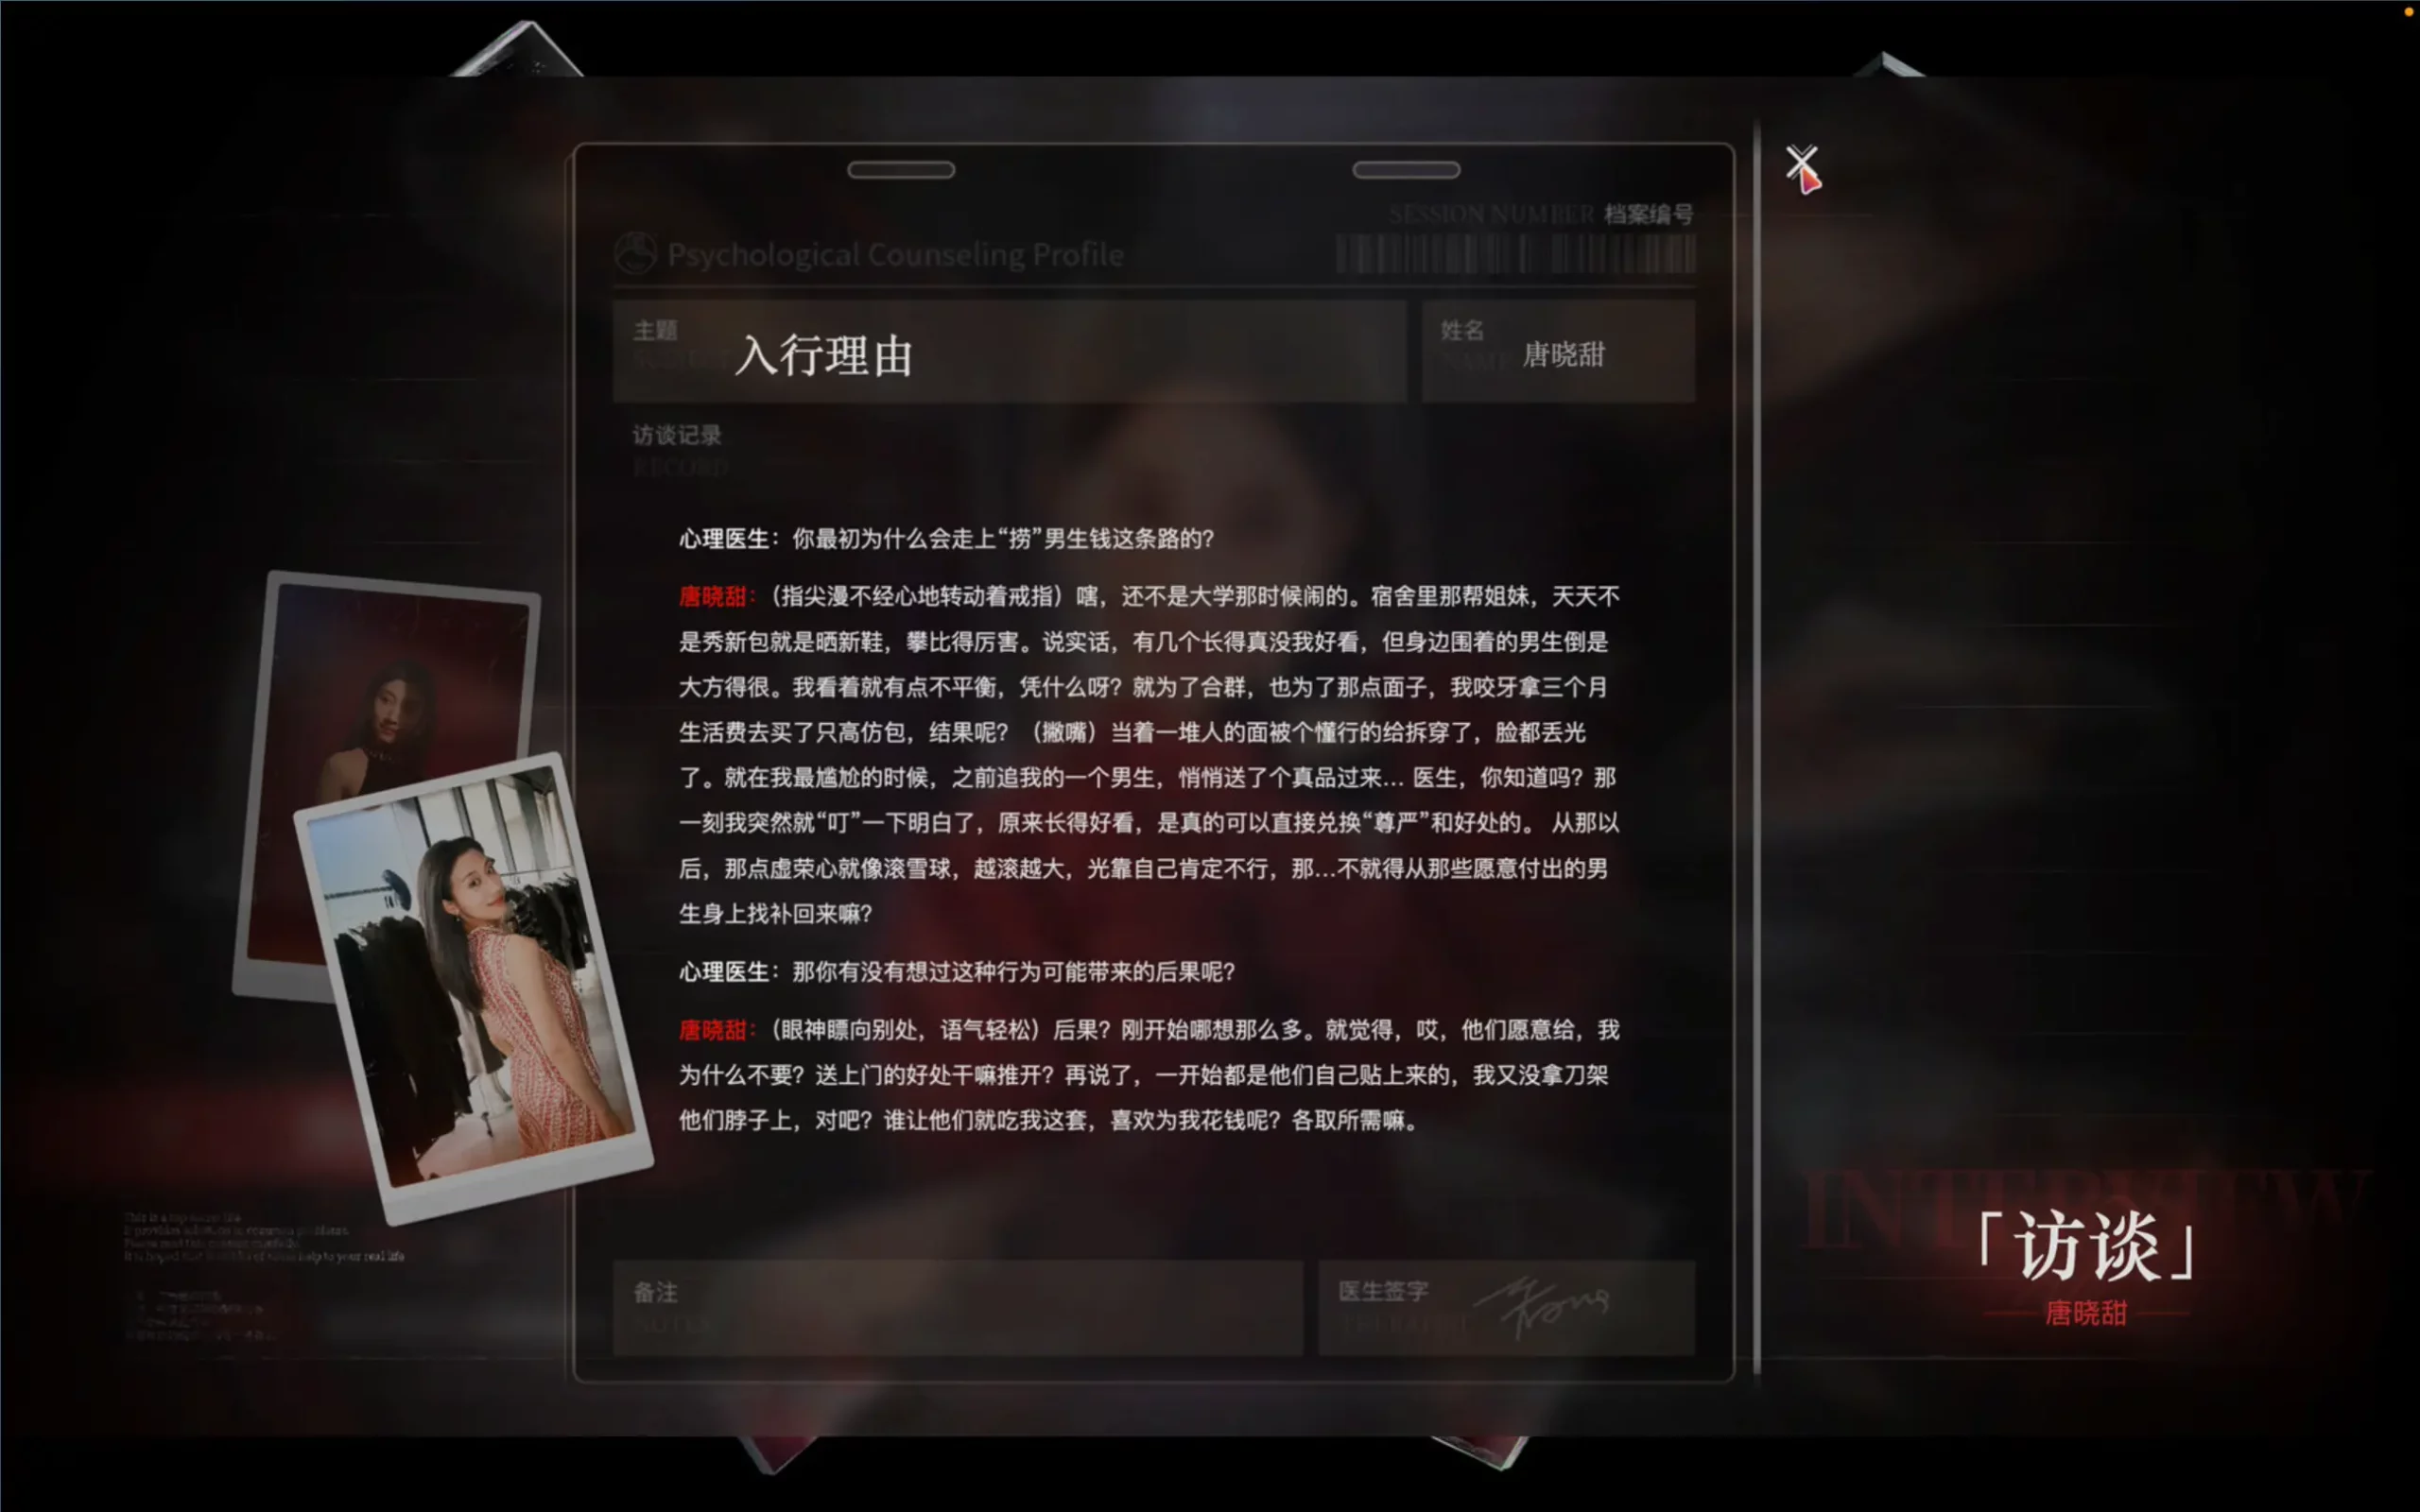 SESSION NUMBER 档案编号
Psychological Counseling Profile
主题
入行理由
姓名
NAME
唐晓甜
访谈记录
RECORD
心理医生：你最初为什么会走上“捞”男生钱这条路的？
唐晓甜：（指尖漫不经心地转动着戒指）嗐，还不是大学那时候闹的。宿舍里那帮姐妹，天天不
是秀新包就是晒新鞋，攀比得厉害。说实话，有几个长得真没我好看，但身边围着的男生倒是
大方得很。我看着就有点不平衡，凭什么呀？就为了合群，也为了那点面子，我咬牙拿三个月
生活费去买了只高仿包，结果呢？（撇嘴）当着一堆人的面被个懂行的给拆穿了，脸都丢光
了。就在我最尴尬的时候，之前追我的一个男生，悄悄送了个真品过来... 医生，你知道吗？那
一刻我突然就“叮”一下明白了，原来长得好看，是真的可以直接兑换“尊严”和好处的。 从那以
后，那点虚荣心就像滚雪球，越滚越大，光靠自己肯定不行，那...不就得从那些愿意付出的男
生身上找补回来嘛？
心理医生：那你有没有想过这种行为可能带来的后果呢？
唐晓甜：（眼神瞟向别处，语气轻松）后果？刚开始哪想那么多。就觉得，哎，他们愿意给，我
为什么不要？送上门的好处干嘛推开？再说了，一开始都是他们自己贴上来的，我又没拿刀架
他们脖子上，对吧？谁让他们就吃我这套，喜欢为我花钱呢？各取所需嘛。
备注
NOTES
医生签字
This is a top secret file
It is hoped that help to your real life
INTERVIEW
「访谈」
唐晓甜